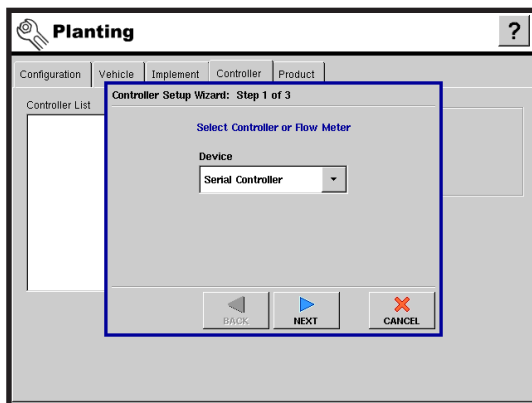 Planting
?
Configuration Vehicle Implement Controller Product
Controller List
Controller Setup Wizard: Step 1 of 3
Select Controller or Flow Meter
Device
Serial Controller
BACK NEXT CANCEL